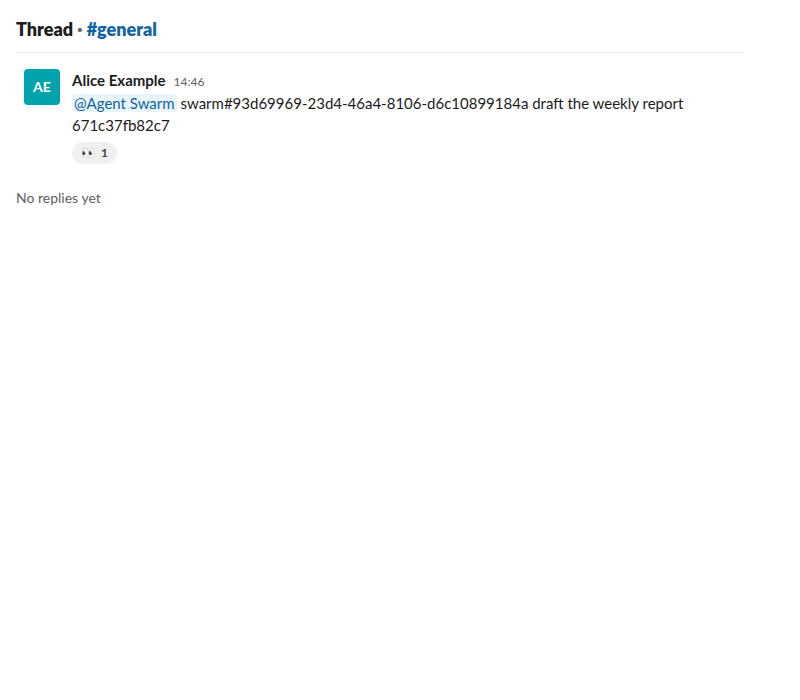 Thread • #general
AE
Alice Example 14:46
@Agent Swarm swarm#93d69969-23d4-46a4-8106-d6c10899184a draft the weekly report
671c37fb82c7
👀 1
No replies yet